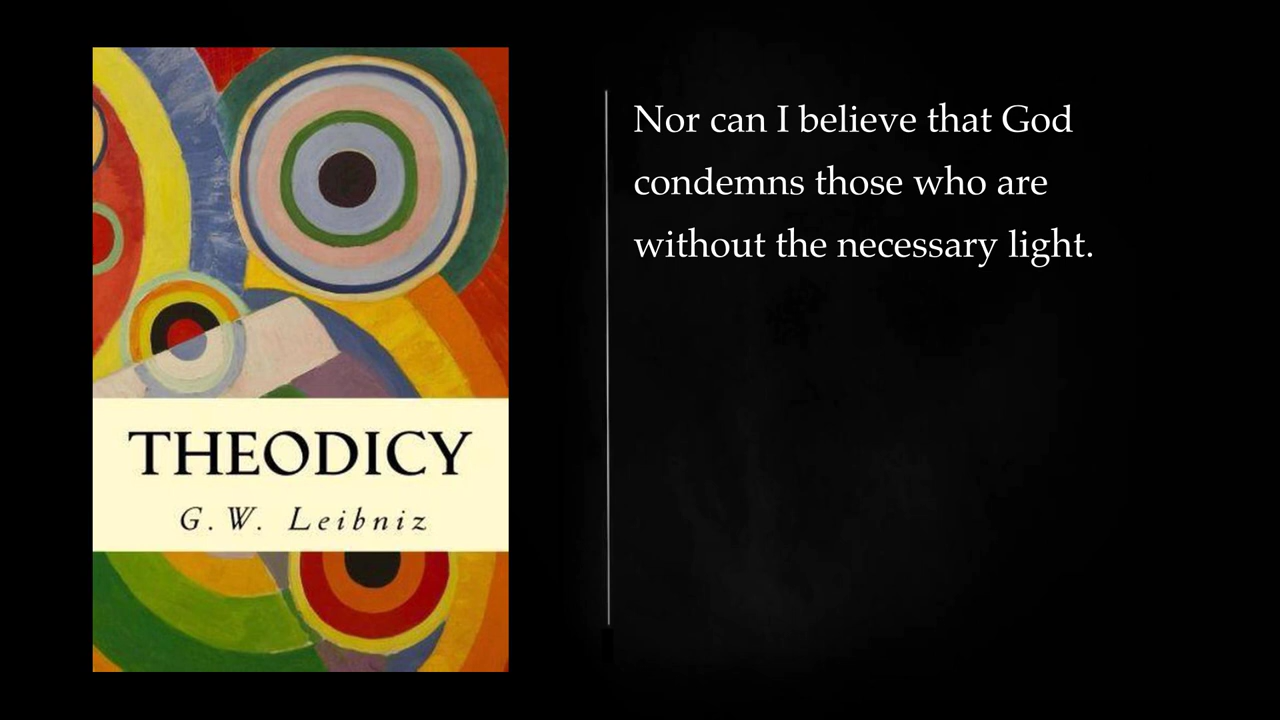 THEODICY
G. W. Leibniz
Nor can I believe that God
condemns those who are
without the necessary light.